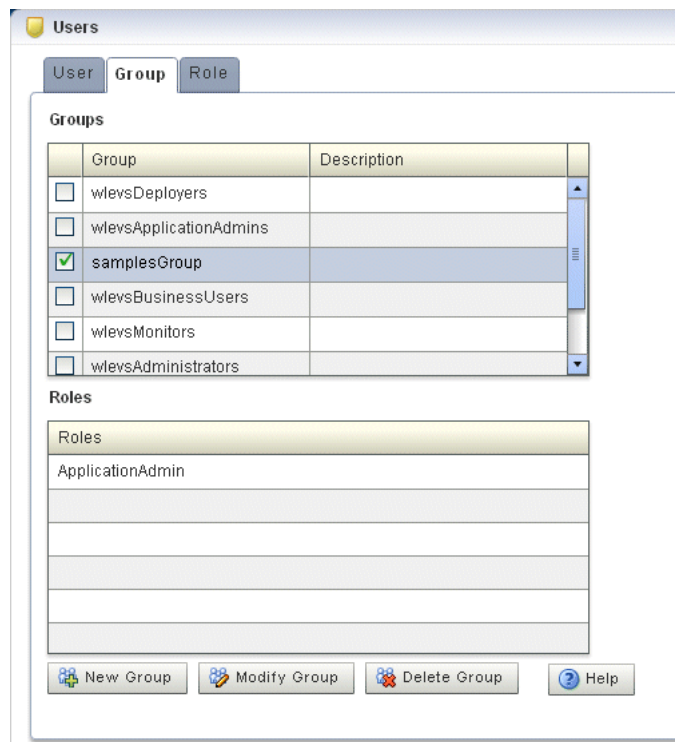 Users
User Group Role
Groups
Group Description
wlevsDeployers
wlevsApplicationAdmins
samplesGroup
wlevsBusinessUsers
wlevsMonitors
wlevsAdministrators
Roles
Roles
ApplicationAdmin
New Group Modify Group Delete Group Help